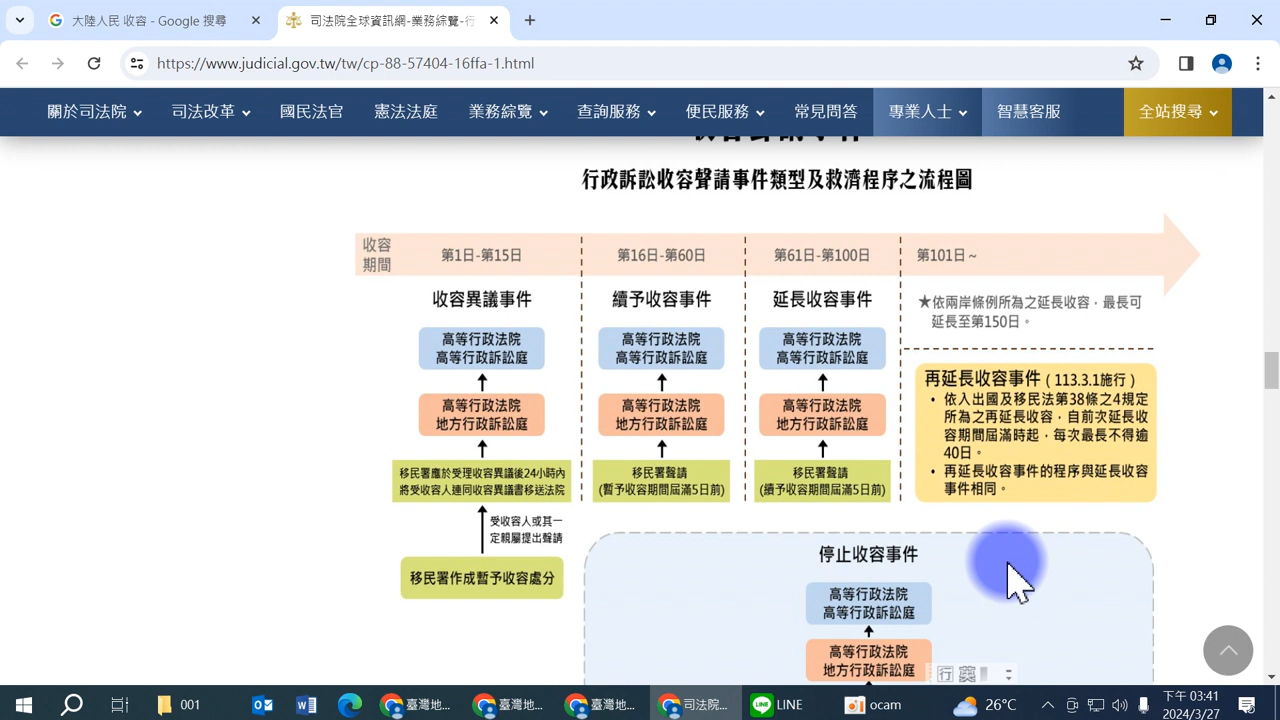 大陸人民 收容 - Google 搜尋
司法院全球資訊網-業務綜覽-行
https://www.judicial.gov.tw/tw/cp-88-57404-16ffa-1.html
關於司法院
司法改革
國民法官
憲法法庭
業務綜覽
查詢服務
便民服務
常見問答
專業人士
智慧客服
全站搜尋
行政訴訟收容聲請事件類型及救濟程序之流程圖
收容
期間
第1日-第15日
第16日-第60日
第61日-第100日
第101日~
收容異議事件
高等行政法院
高等行政訴訟庭
高等行政法院
地方行政訴訟庭
移民署應於受理收容異議後24小時內
將受收容人連同收容異議書移送法院
受收容人或其一
定親屬提出聲請
移民署作成暫予收容處分
續予收容事件
高等行政法院
高等行政訴訟庭
高等行政法院
地方行政訴訟庭
移民署聲請
(暫予收容期間屆滿5日前)
延長收容事件
高等行政法院
高等行政訴訟庭
高等行政法院
地方行政訴訟庭
移民署聲請
(續予收容期間屆滿5日前)
★依兩岸條例所為之延長收容，最長可
延長至第150日。
再延長收容事件(113.3.1施行)
• 依入出國及移民法第38條之4規定
所為之再延長收容，自前次延長收
容期間屆滿時起，每次最長不得逾
40日。
• 再延長收容事件的程序與延長收容
事件相同。
停止收容事件
高等行政法院
高等行政訴訟庭
高等行政法院
地方行政訴訟庭
行 英
001
臺灣地...
臺灣地...
臺灣地...
司法院...
LINE
ocam
26°C
下午 03:41
2024/3/27